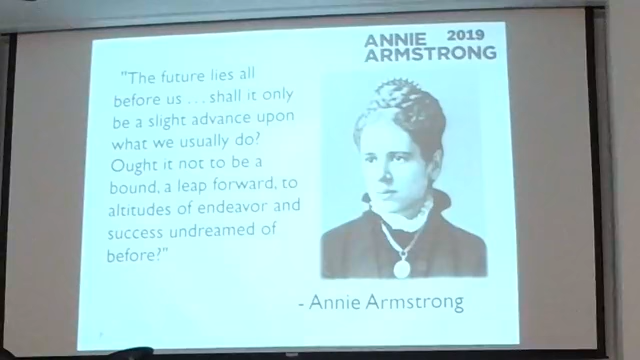 ANNIE 2019
ARMSTRONG
"The future lies all
before us ... shall it only
be a slight advance upon
what we usually do?
Ought it not to be a
bound, a leap forward, to
altitudes of endeavor and
success undreamed of
before?"
- Annie Armstrong